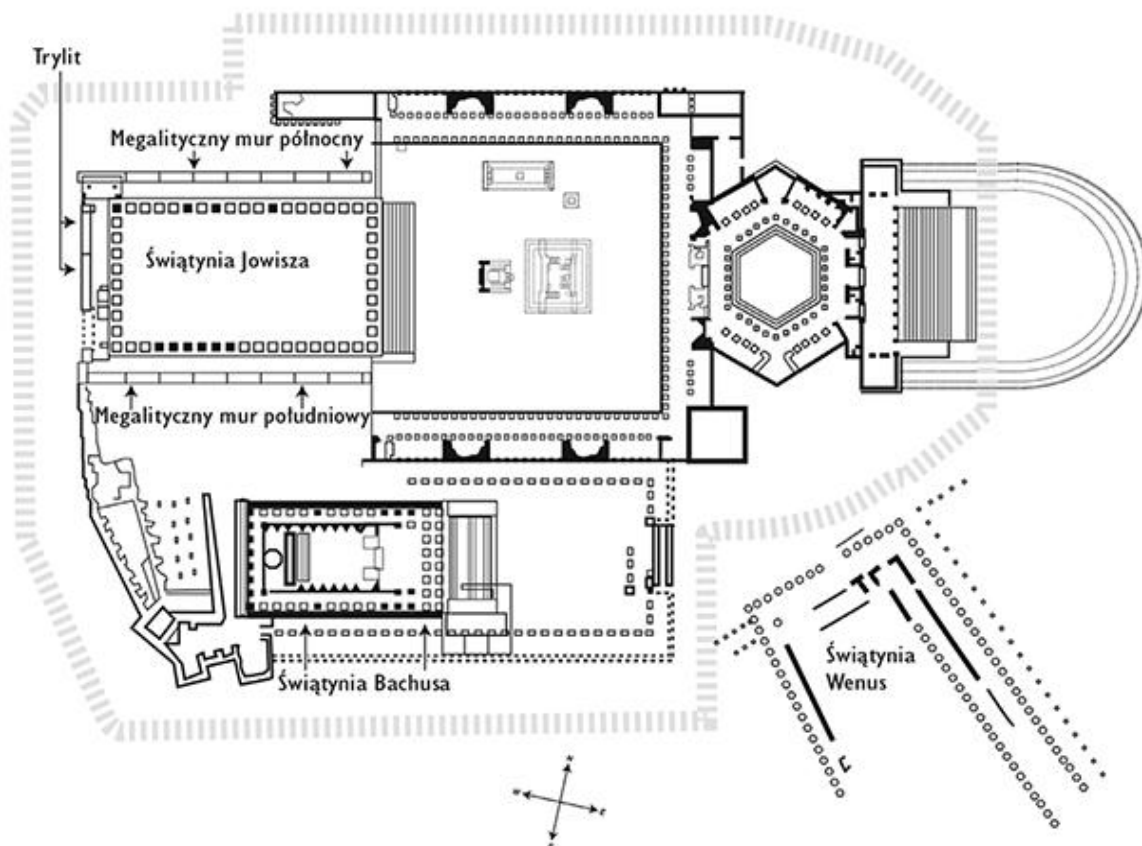 Trylit
Megalityczny mur północny
Świątynia Jowisza
Megalityczny mur południowy
Świątynia Bachusa
Świątynia
Wenus